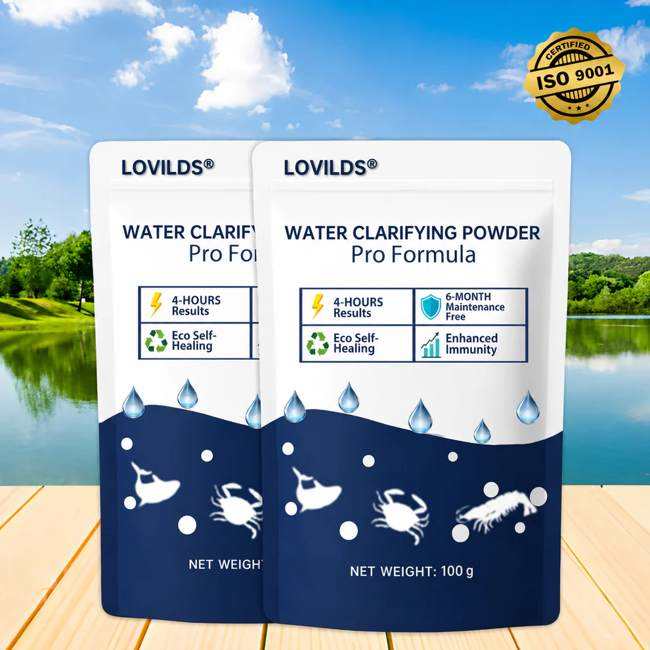 CERTIFIED
ISO 9001
LOVILDS®
WATER CLARIFY
Pro For
4-HOURS
Results
Eco Self-
Healing
NET WEIGH
LOVILDS®
WATER CLARIFYING POWDER
Pro Formula
4-HOURS
Results
6-MONTH
Maintenance
Free
Eco Self-
Healing
Enhanced
Immunity
NET WEIGHT: 100 g